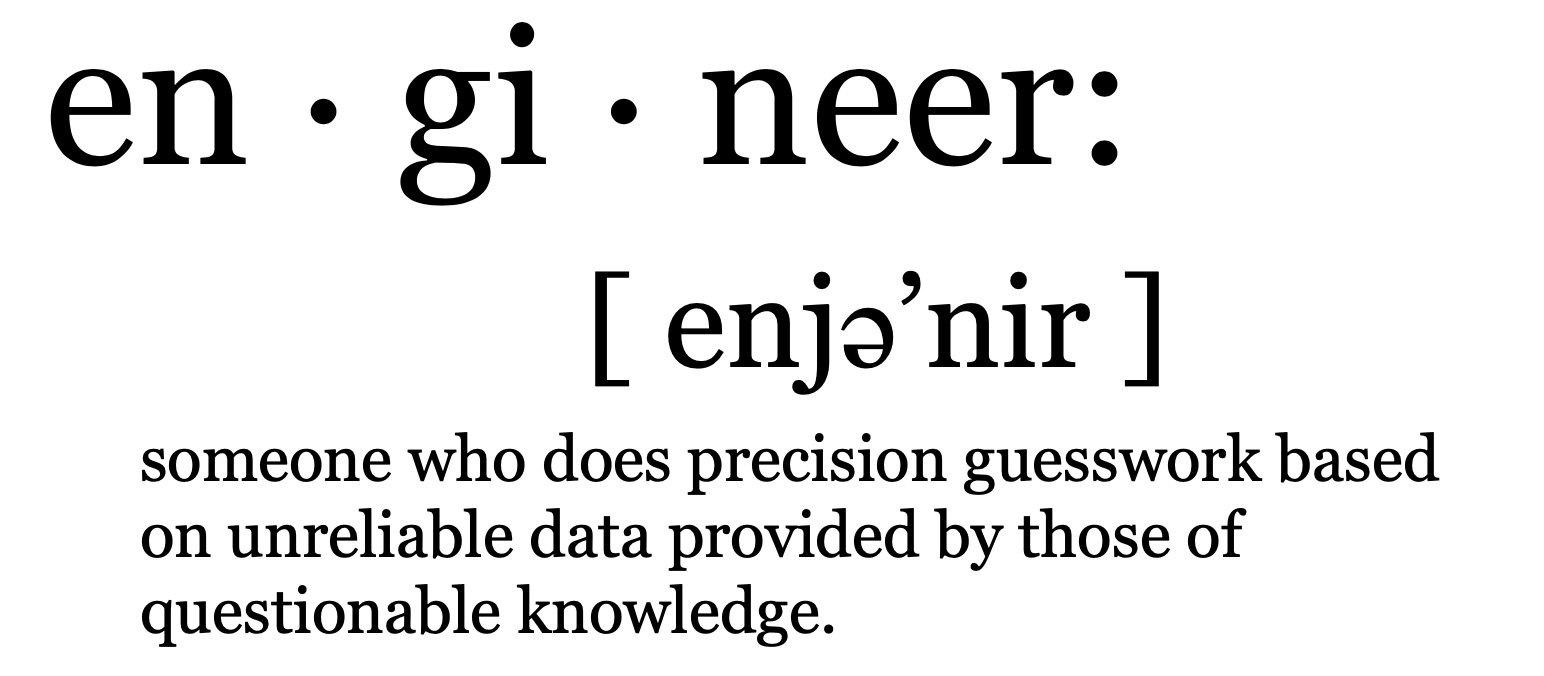 en · gi · neer:
[ enjə’nir ]
someone who does precision guesswork based
on unreliable data provided by those of
questionable knowledge.